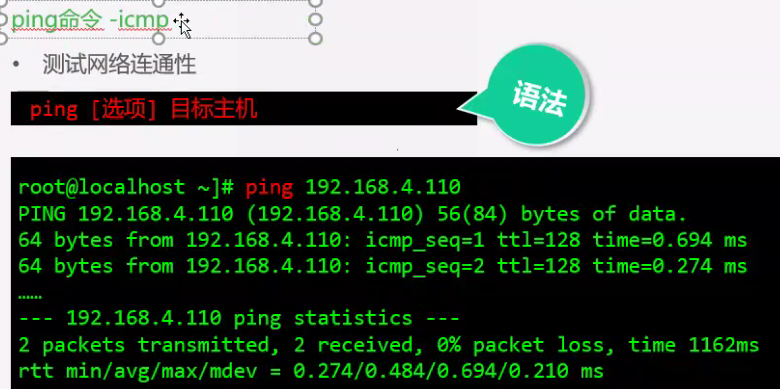 ping命令 -icmp
• 测试网络连通性
ping [选项] 目标主机
语法
root@localhost ~]# ping 192.168.4.110
PING 192.168.4.110 (192.168.4.110) 56(84) bytes of data.
64 bytes from 192.168.4.110: icmp_seq=1 ttl=128 time=0.694 ms
64 bytes from 192.168.4.110: icmp_seq=2 ttl=128 time=0.274 ms
……
--- 192.168.4.110 ping statistics ---
2 packets transmitted, 2 received, 0% packet loss, time 1162ms
rtt min/avg/max/mdev = 0.274/0.484/0.694/0.210 ms